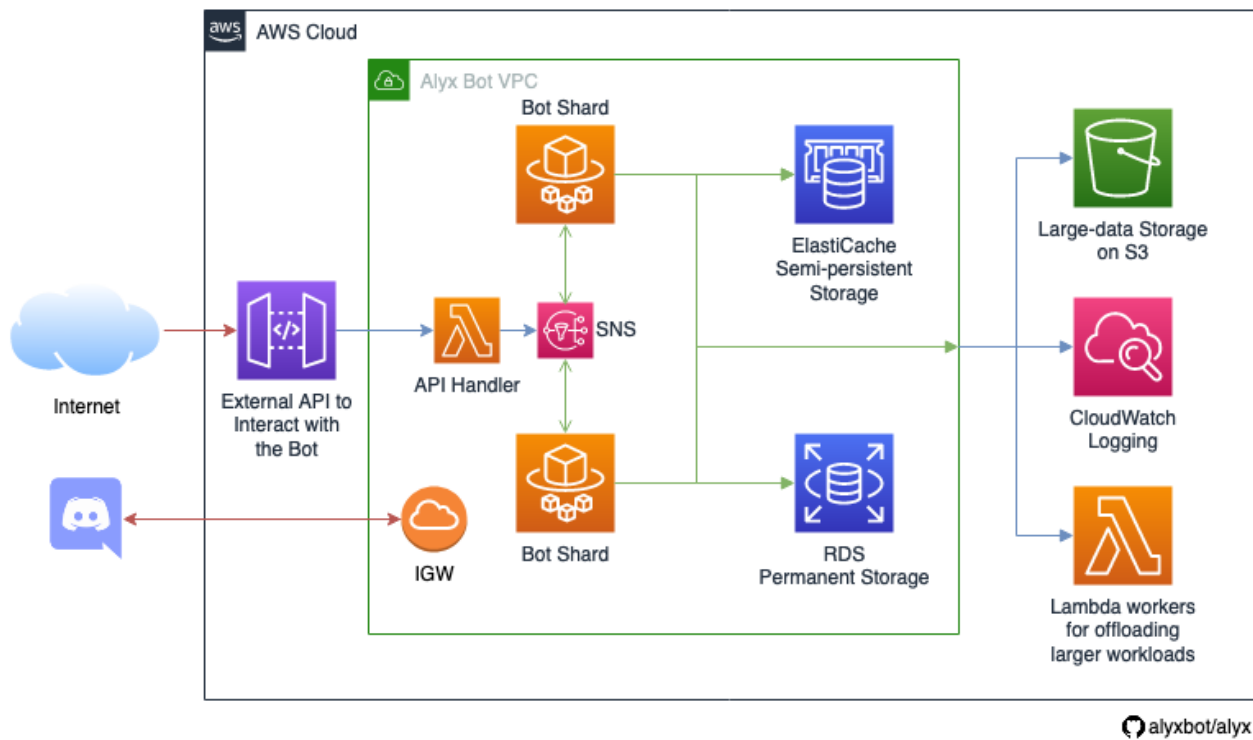 aws
AWS Cloud
Alyx Bot VPC
Bot Shard
ElastiCache
Semi-persistent
Storage
Large-data Storage
on S3
Internet
</>
External API to
Interact with
the Bot
API Handler
SNS
CloudWatch
Logging
Bot Shard
IGW
RDS
Permanent Storage
Lambda workers
for offloading
larger workloads
alyxbot/alyx